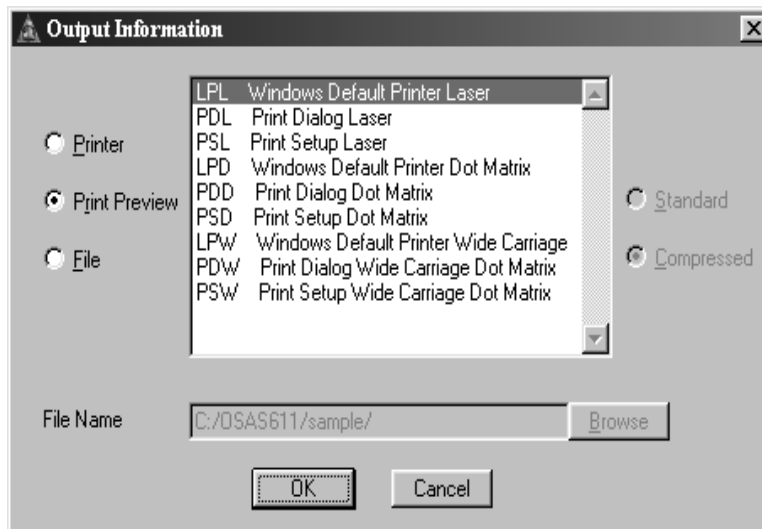 Output Information
Printer
Print Preview
File
LPL Windows Default Printer Laser
PDL Print Dialog Laser
PSL Print Setup Laser
LPD Windows Default Printer Dot Matrix
PDD Print Dialog Dot Matrix
PSD Print Setup Dot Matrix
LPW Windows Default Printer Wide Carriage
PDW Print Dialog Wide Carriage Dot Matrix
PSW Print Setup Wide Carriage Dot Matrix
Standard
Compressed
File Name C:/OSAS611/sample/ Browse
OK Cancel